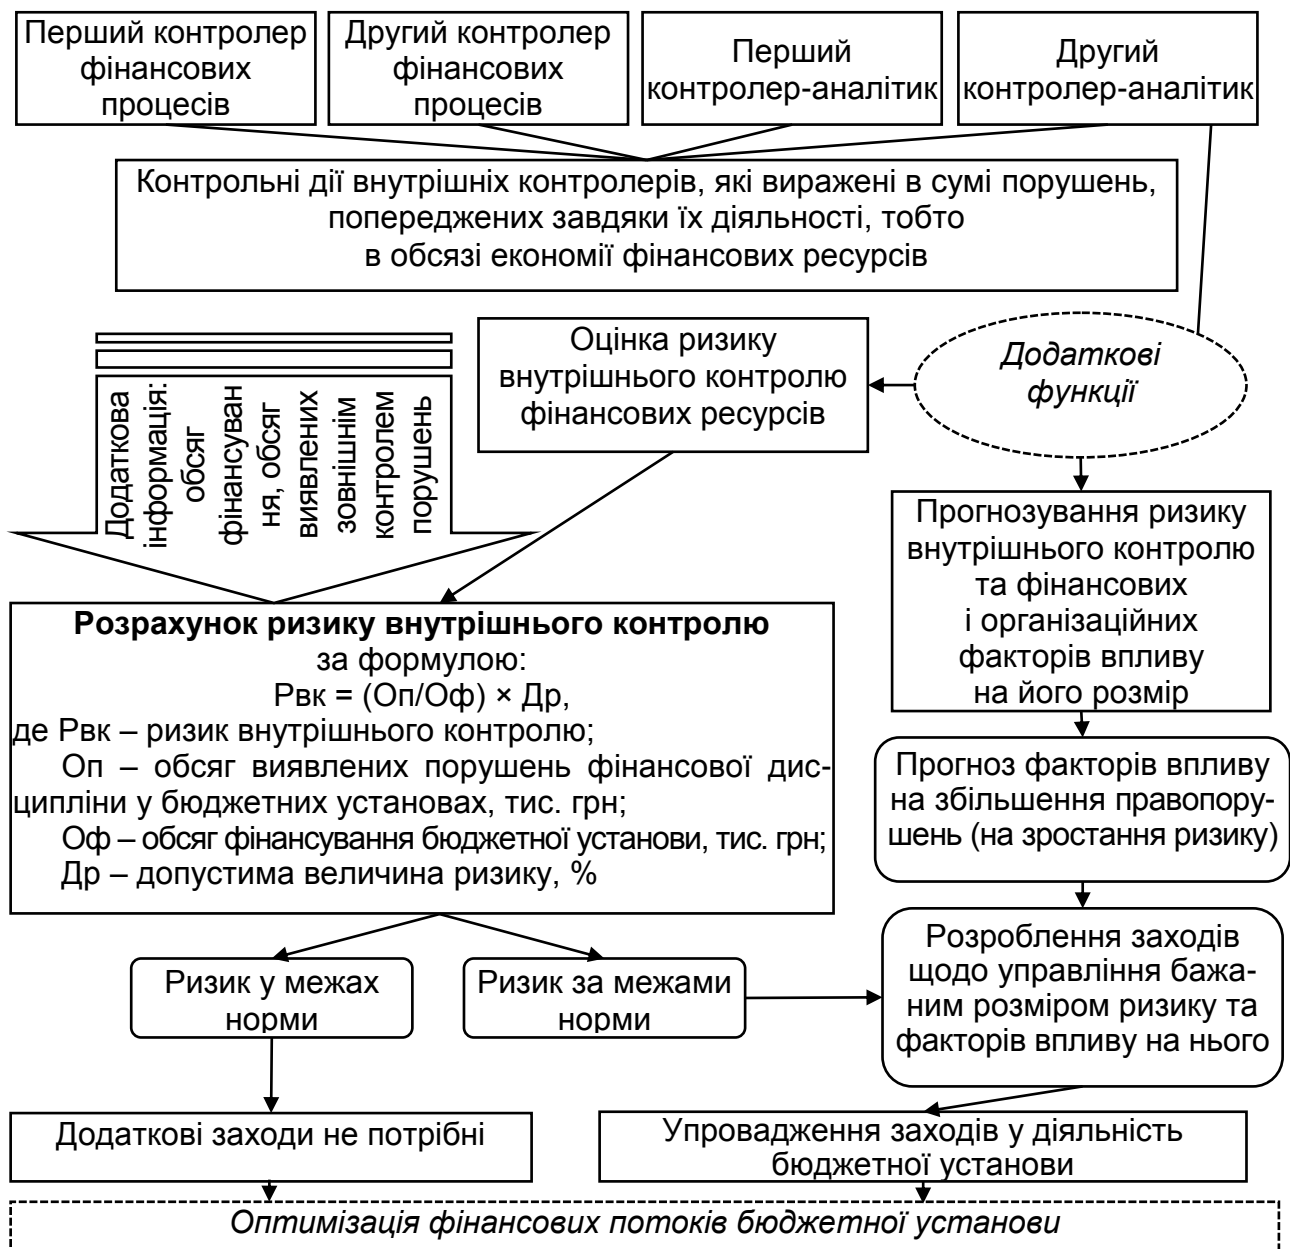 Перший контролер
фінансових
процесів
Другий контролер
фінансових
процесів
Перший
контролер-аналітик
Другий
контролер-аналітик
Контрольні дії внутрішніх контролерів, які виражені в сумі порушень,
попереджених завдяки їх діяльності, тобто
в обсязі економії фінансових ресурсів
Додаткова
інформація:
обсяг
фінансуван
ня, обсяг
виявлених
зовнішнім
контролем
порушень
Оцінка ризику
внутрішнього контролю
фінансових ресурсів
Додаткові
функції
Прогнозування ризику
внутрішнього контролю
та фінансових
і організаційних
факторів впливу
на його розмір
Розрахунок ризику внутрішнього контролю
за формулою:
Рвк = (Оп/Оф) × Др,
де Рвк – ризик внутрішнього контролю;
Оп – обсяг виявлених порушень фінансової дис-
ципліни у бюджетних установах, тис. грн;
Оф – обсяг фінансування бюджетної установи, тис. грн;
Др – допустима величина ризику, %
Прогноз факторів впливу
на збільшення правопору-
шень (на зростання ризику)
Розроблення заходів
щодо управління бажа-
ним розміром ризику та
факторів впливу на нього
Ризик у межах
норми
Ризик за межами
норми
Додаткові заходи не потрібні
Упровадження заходів у діяльність
бюджетної установи
Оптимізація фінансових потоків бюджетної установи